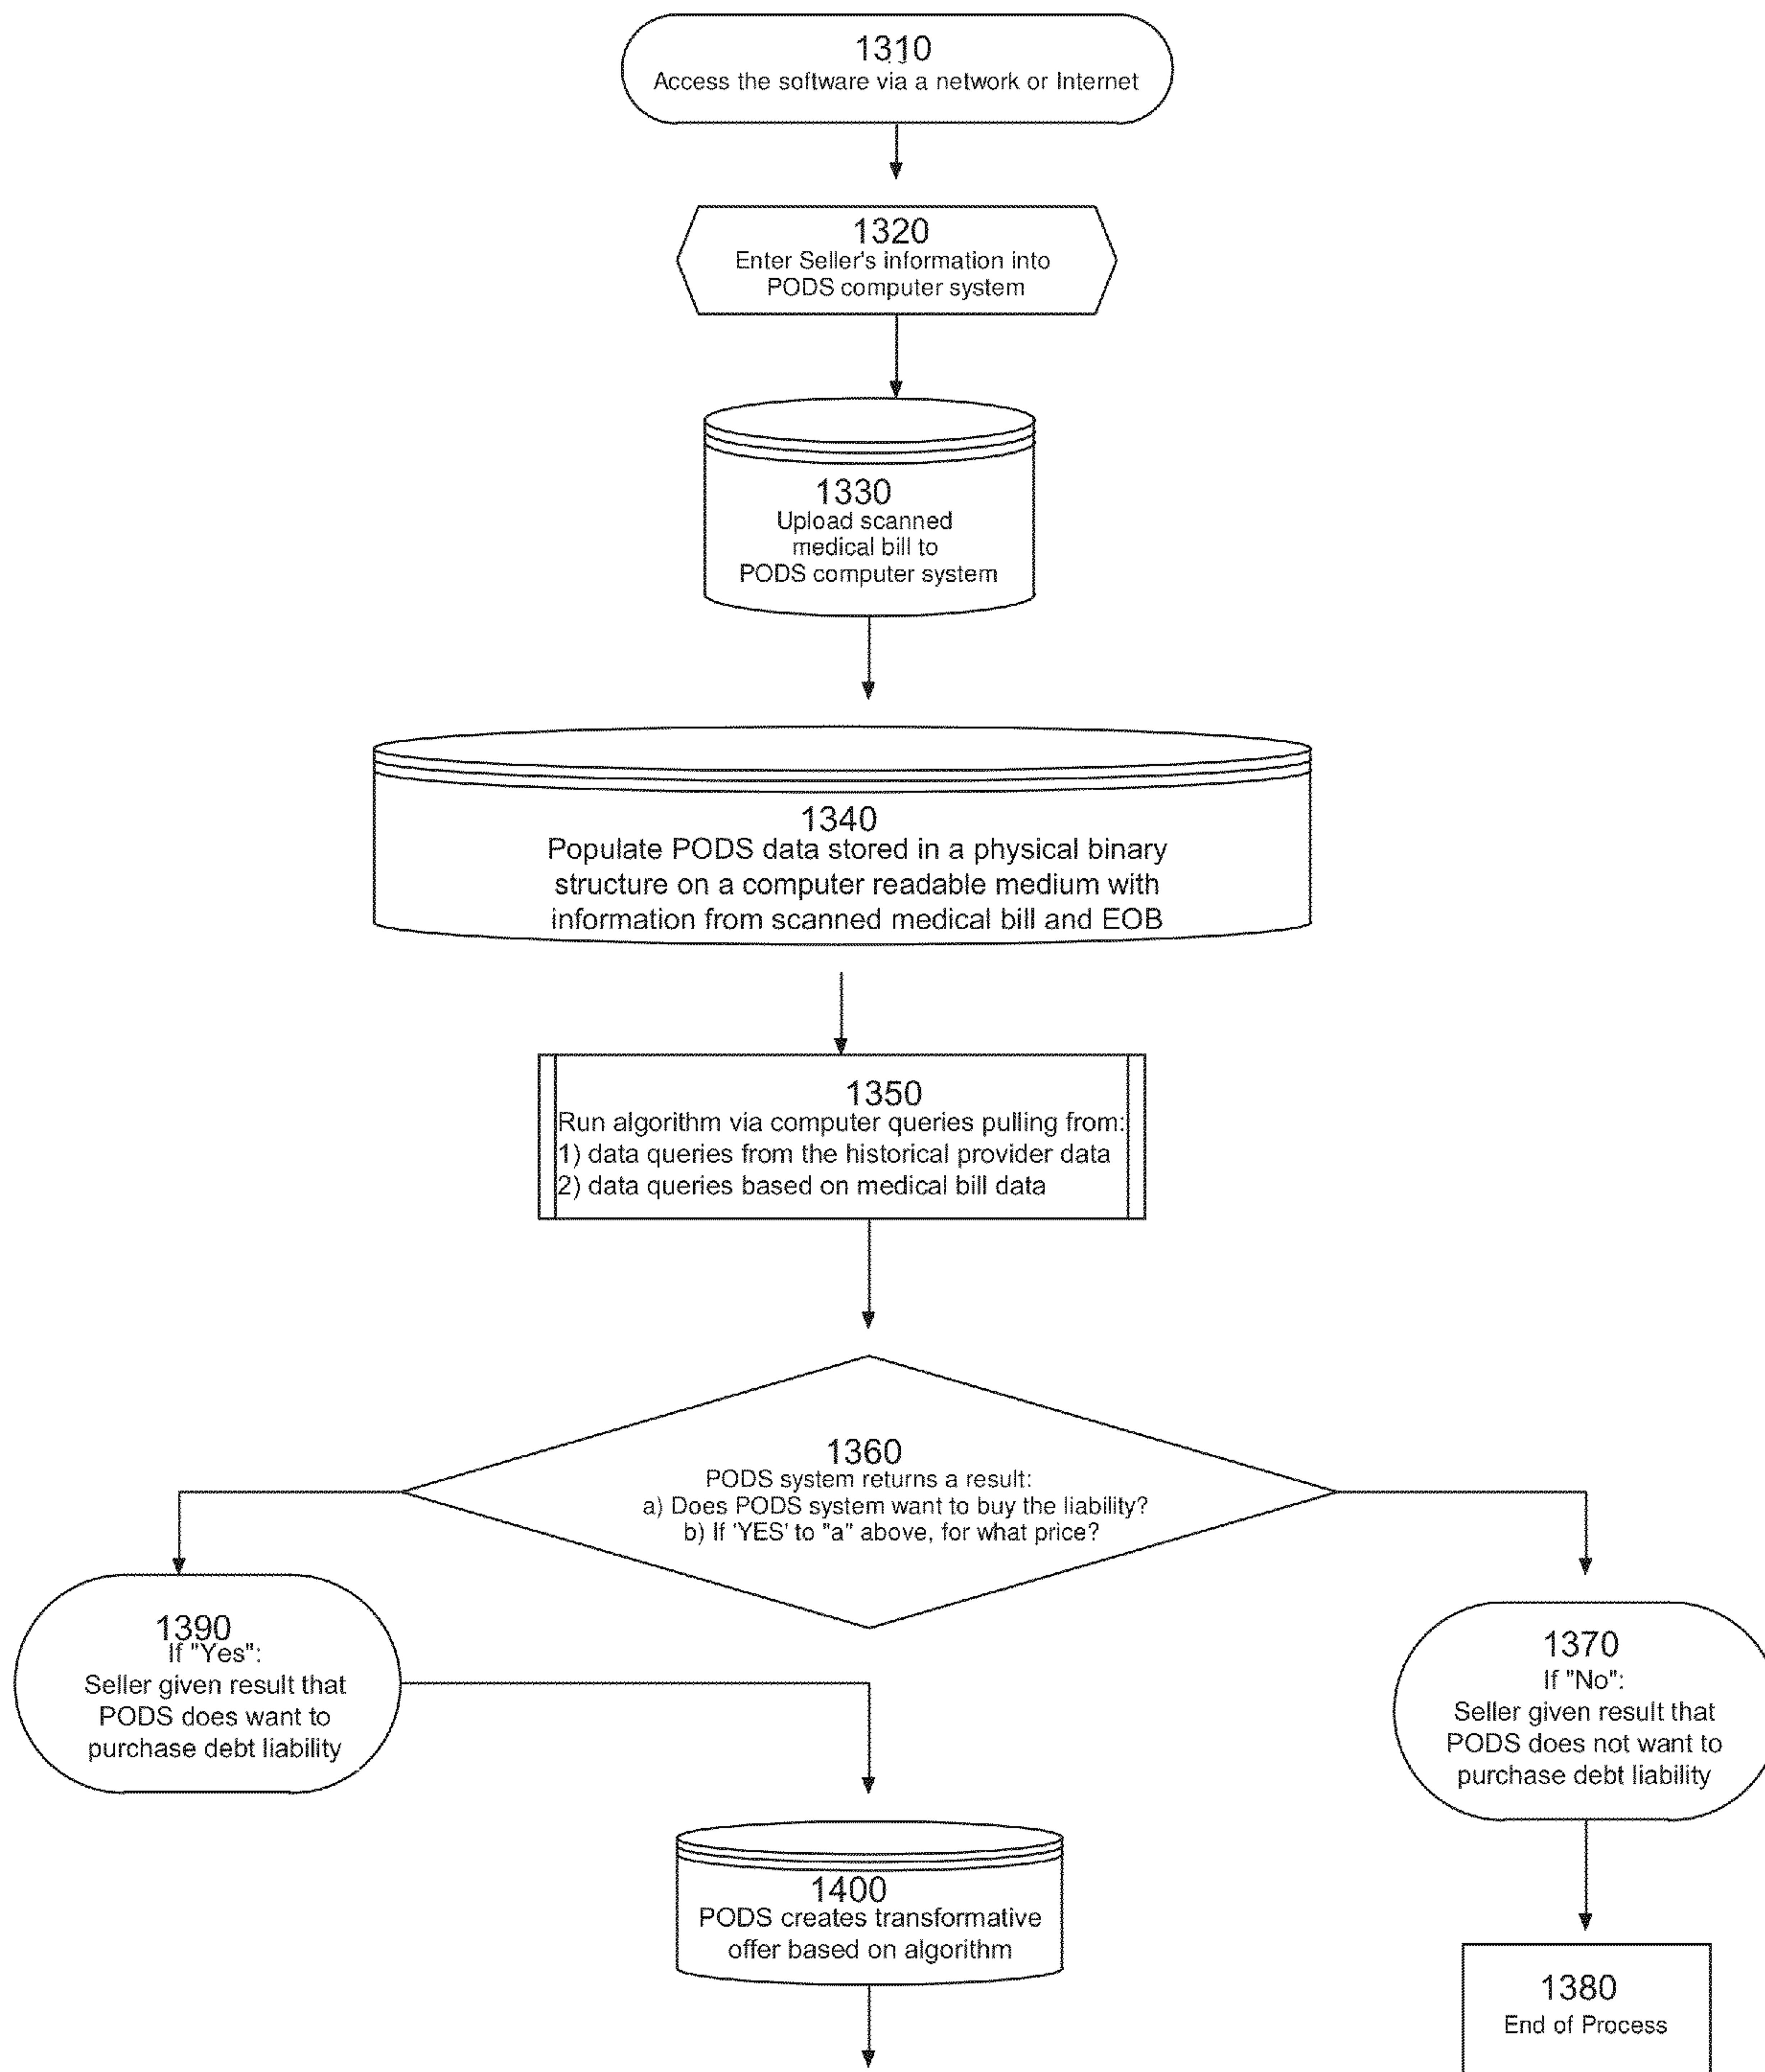 1310
Access the software via a network or Internet
1320
Enter Seller's information into
PODS computer system
1330
Upload scanned
medical bill to
PODS computer system
1340
Populate PODS data stored in a physical binary
structure on a computer readable medium with
information from scanned medical bill and EOB
1350
Run algorithm via computer queries pulling from:
1) data queries from the historical provider data
2) data queries based on medical bill data
1360
PODS system returns a result:
a) Does PODS system want to buy the liability?
b) If 'YES' to "a" above, for what price?
1390
If "Yes":
Seller given result that
PODS does want to
purchase debt liability
1370
If "No":
Seller given result that
PODS does not want to
purchase debt liability
1400
PODS creates transformative
offer based on algorithm
1380
End of Process